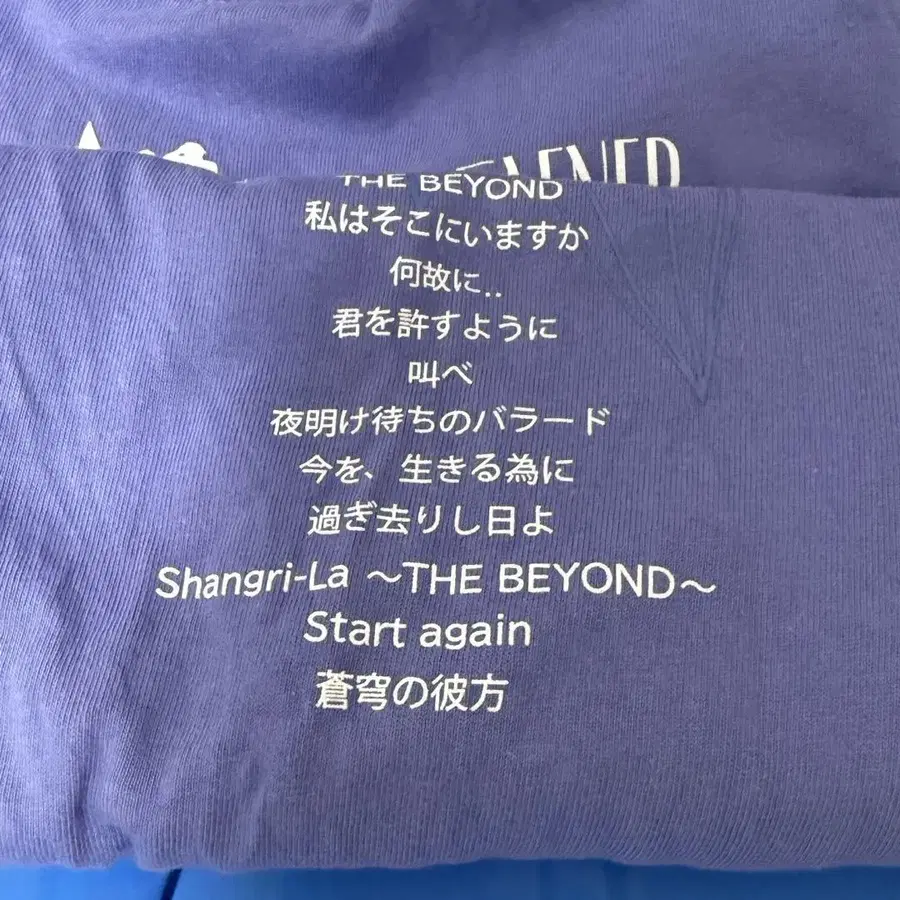 THE BEYOND
私はそこにいますか
何故に..
君を許すように
叫べ
夜明け待ちのバラード
今を、生きる為に
過ぎ去りし日よ
Shangri-La ～THE BEYOND～
Start again
蒼穹の彼方